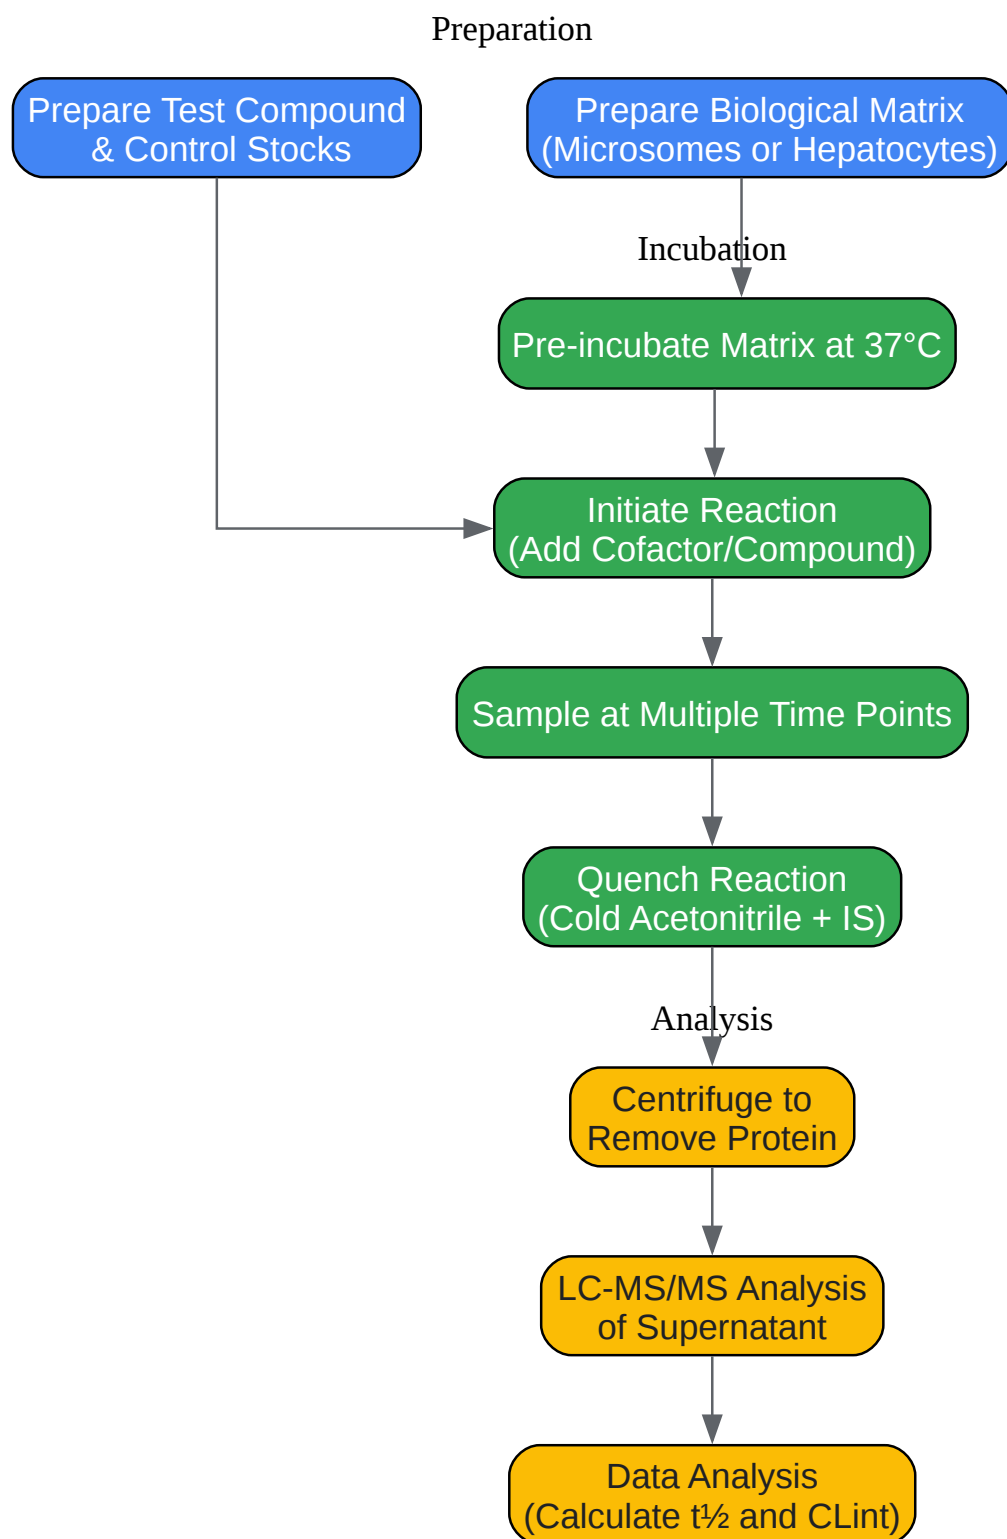 Preparation
Prepare Test Compound
& Control Stocks
Prepare Biological Matrix
(Microsomes or Hepatocytes)
Incubation
Pre-incubate Matrix at 37°C
Initiate Reaction
(Add Cofactor/Compound)
Sample at Multiple Time Points
Quench Reaction
(Cold Acetonitrile + IS)
Analysis
Centrifuge to
Remove Protein
LC-MS/MS Analysis
of Supernatant
Data Analysis
(Calculate t½ and CLint)